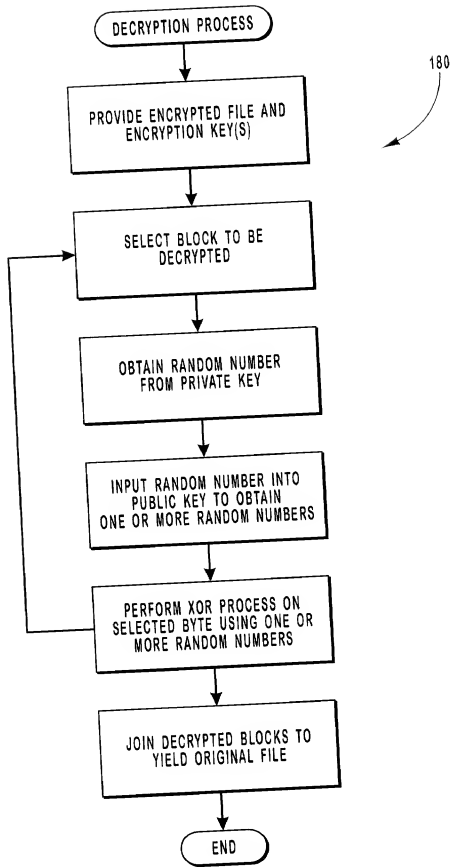 DECRYPTION PROCESS
180
PROVIDE ENCRYPTED FILE AND
ENCRYPTION KEY(S)
SELECT BLOCK TO BE
DECRYPTED
OBTAIN RANDOM NUMBER
FROM PRIVATE KEY
INPUT RANDOM NUMBER INTO
PUBLIC KEY TO OBTAIN
ONE OR MORE RANDOM NUMBERS
PERFORM XOR PROCESS ON
SELECTED BYTE USING ONE OR
MORE RANDOM NUMBERS
JOIN DECRYPTED BLOCKS TO
YIELD ORIGINAL FILE
END